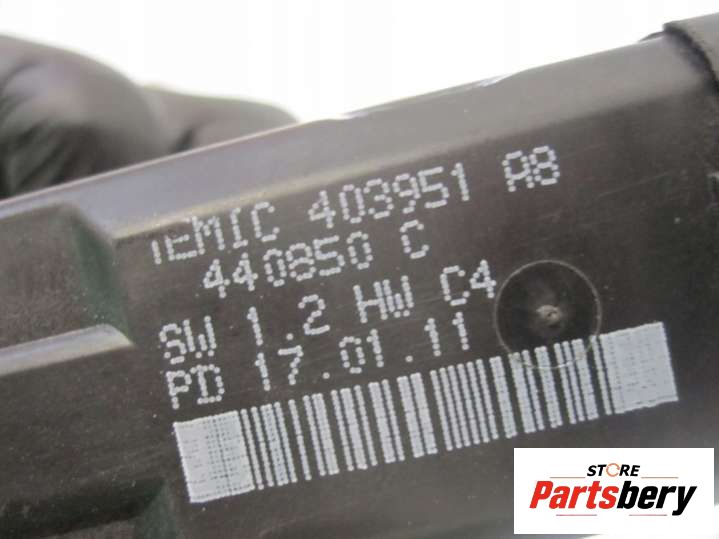 TEMIC 403951 A8
440850 C
SW 1.2 HW C4
PD 17.01.11
STORE
Partsbery